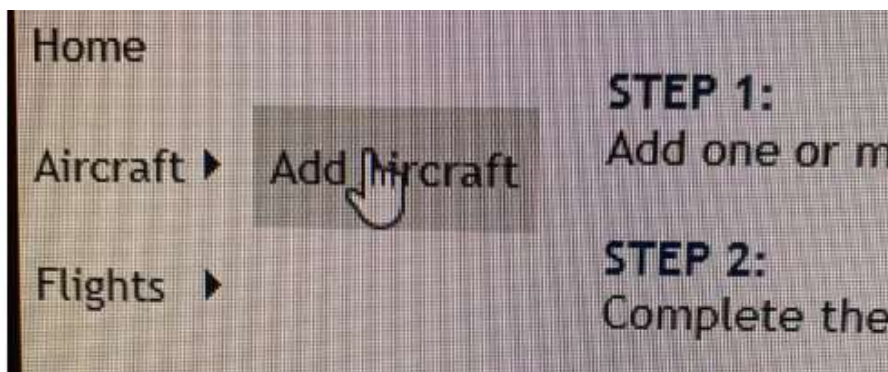 Home
Aircraft
Add Aircraft
Flights
STEP 1:
Add one or m
STEP 2:
Complete the